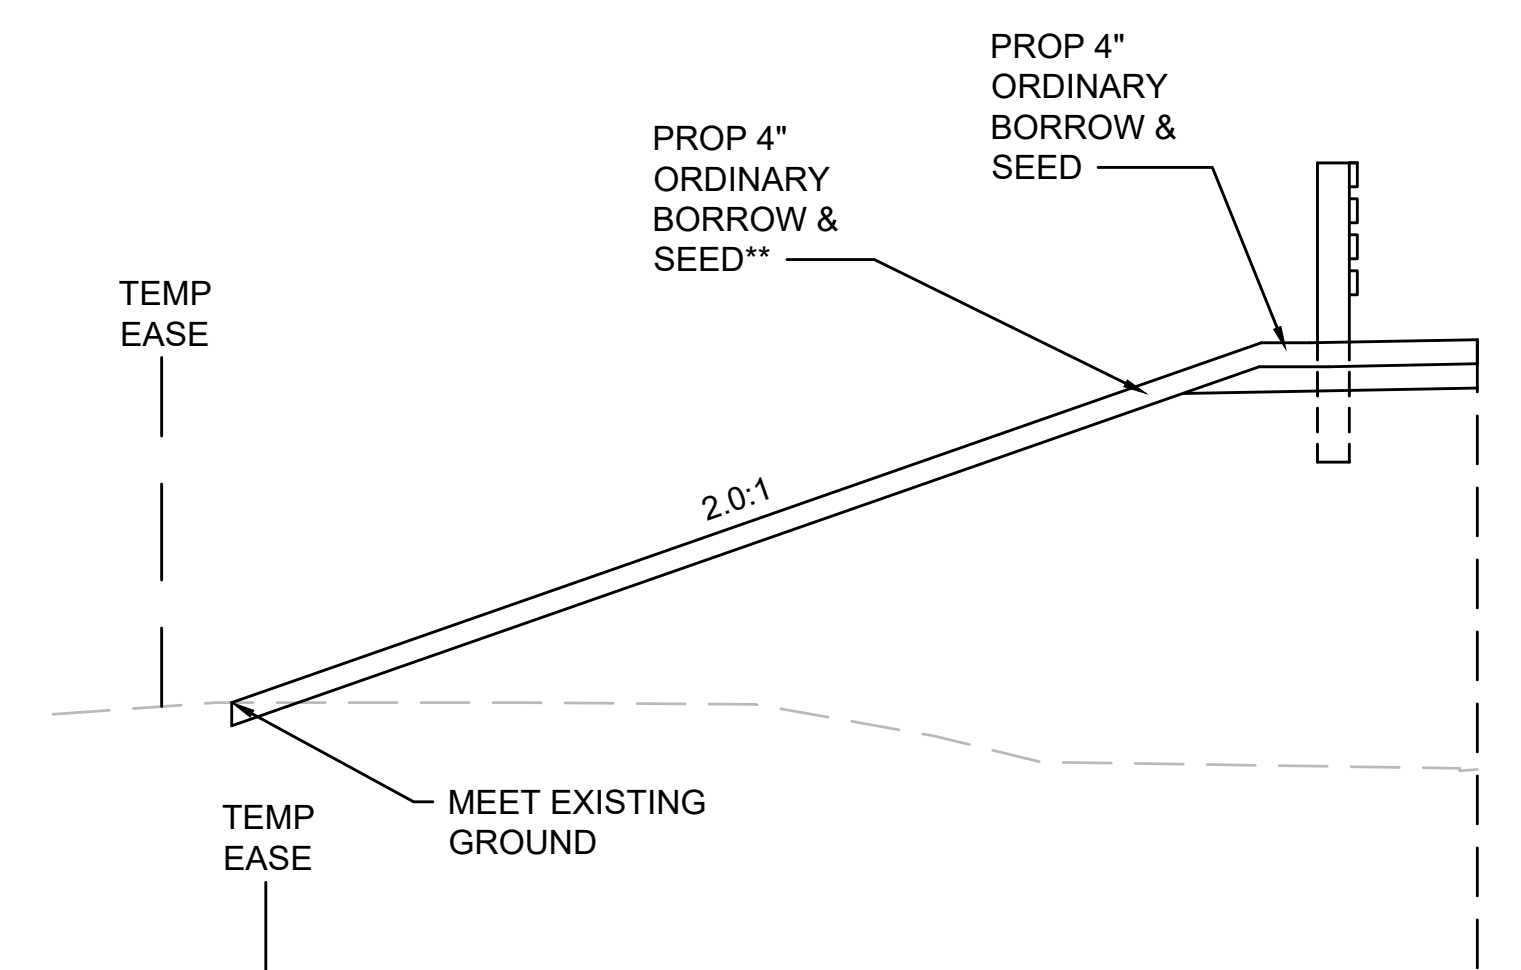 PROP 4"
ORDINARY
BORROW &
SEED
PROP 4"
ORDINARY
BORROW &
SEED**
TEMP
EASE
2.0:1
MEET EXISTING
GROUND
TEMP
EASE